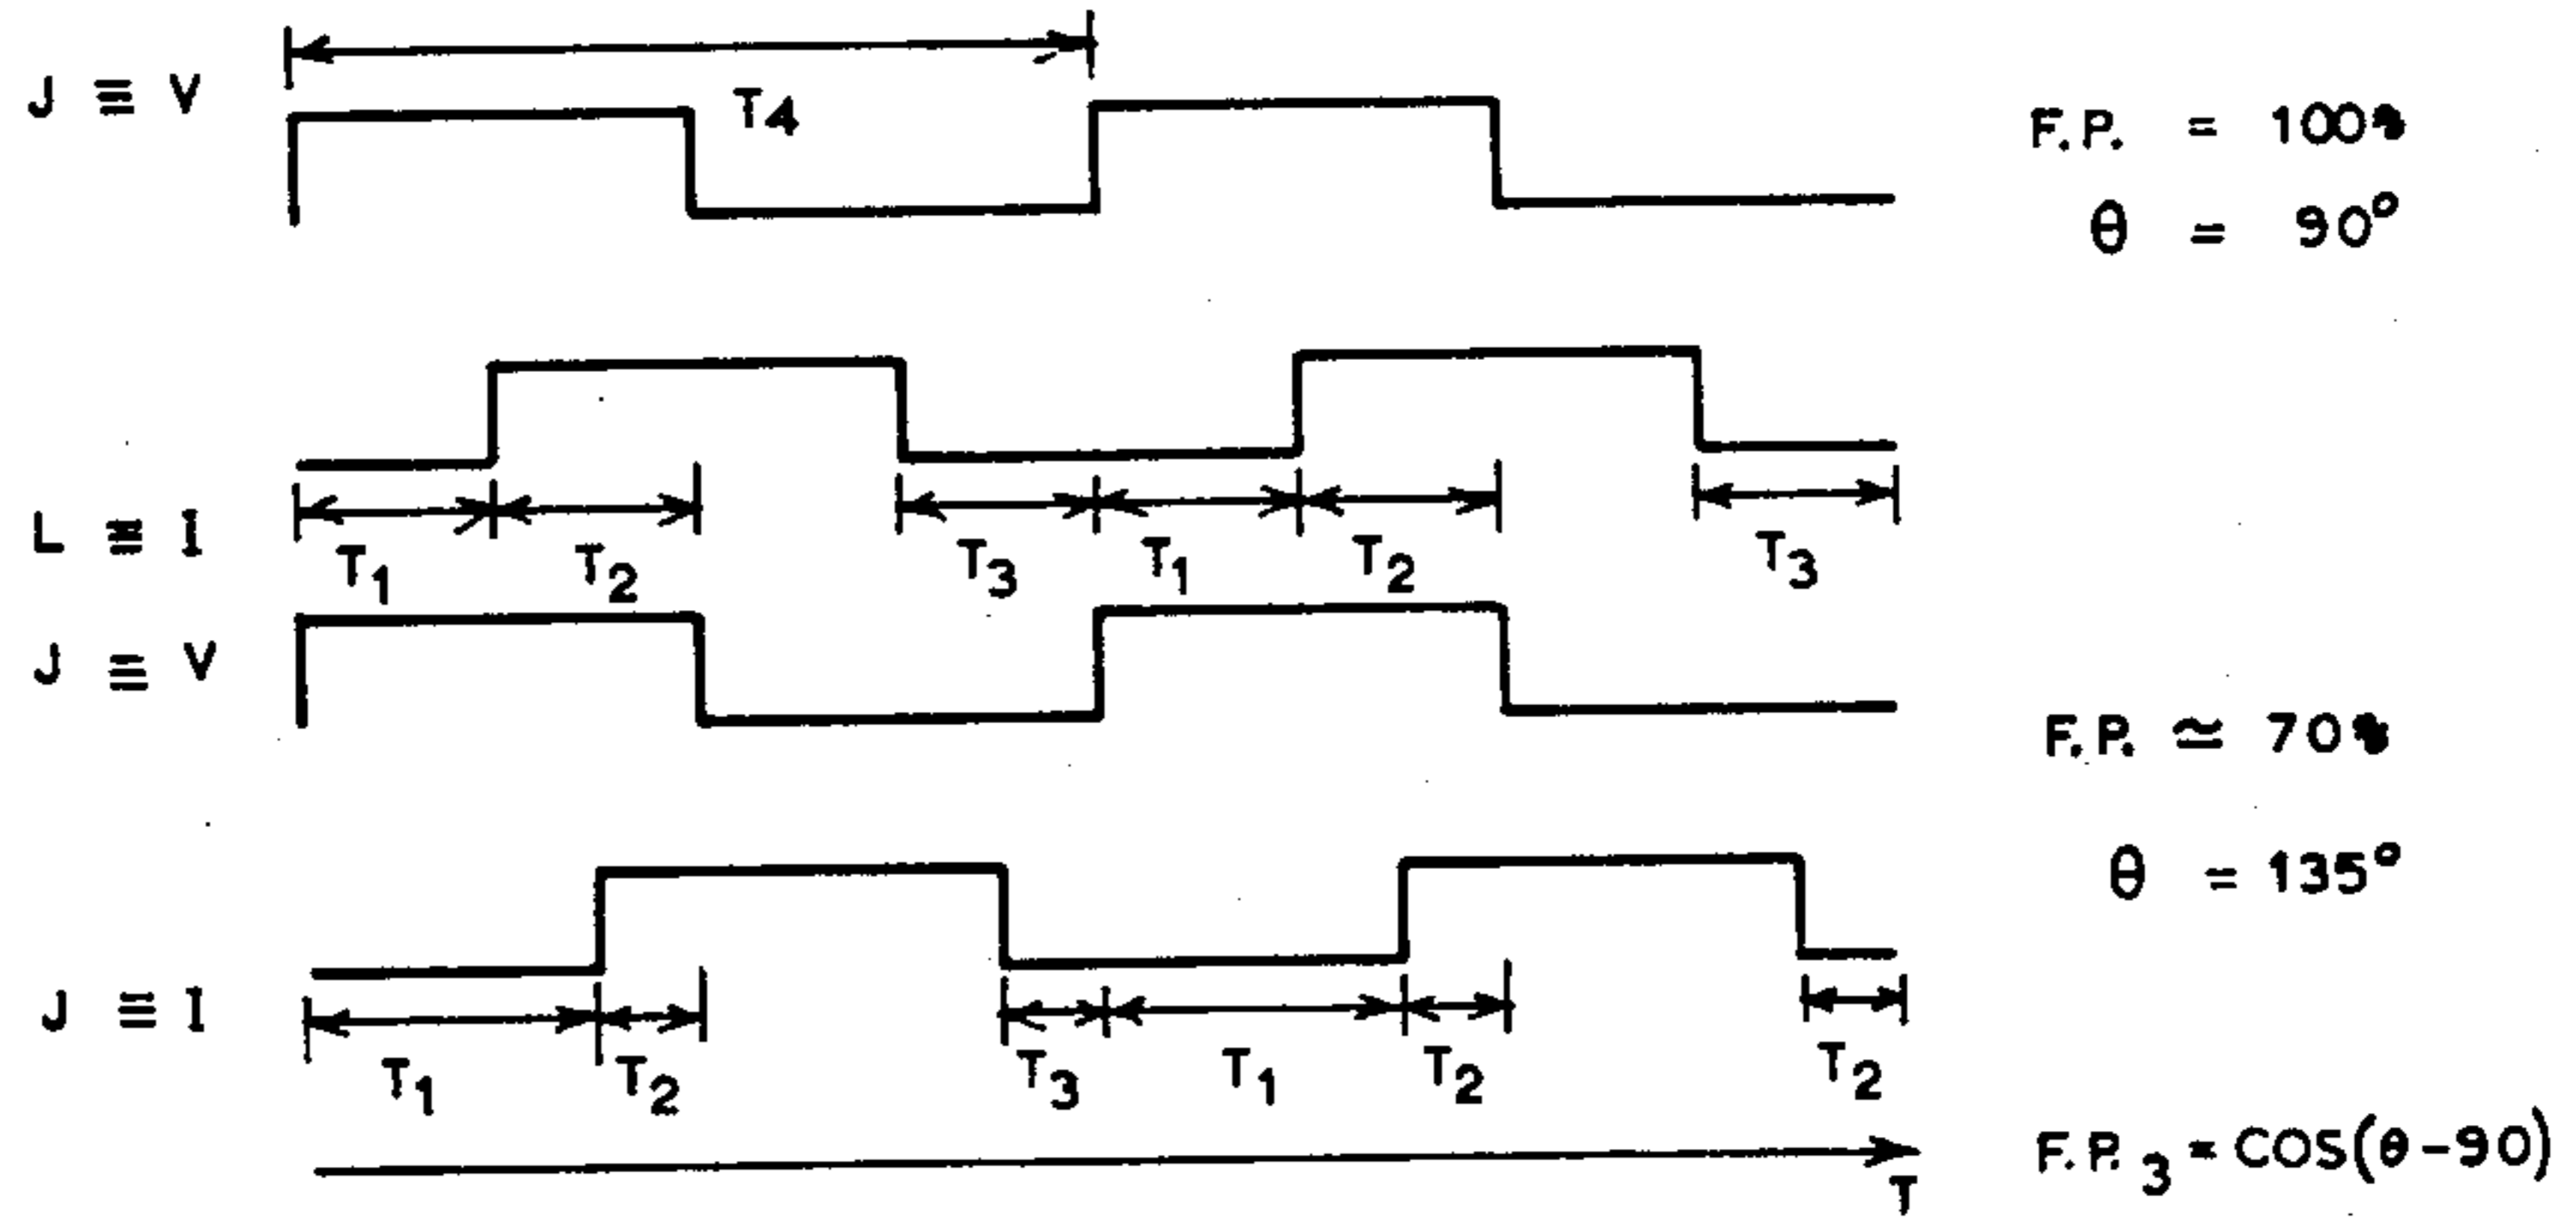 J ≡ V
T4
F.P. = 100%
θ = 90°
L ≡ I
T1 T2 T3 T1 T2 T3
J ≡ V
F.P. ≃ 70%
θ = 135°
J ≡ I
T1 T2 T3 T1 T2 T2
T
F.P.3 = COS(θ-90)